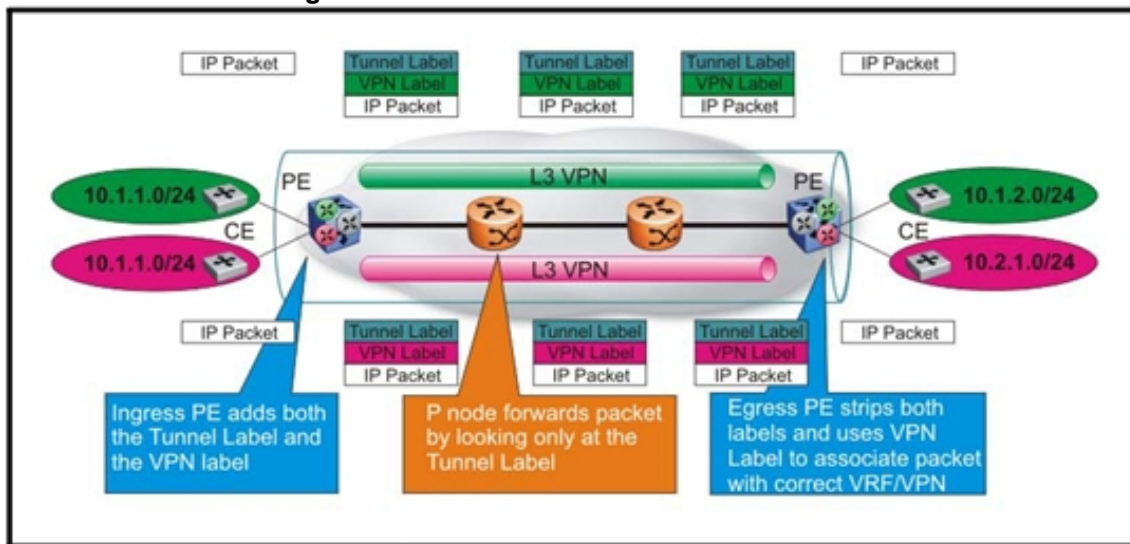 IP Packet
Tunnel Label
VPN Label
IP Packet
Tunnel Label
VPN Label
IP Packet
Tunnel Label
VPN Label
IP Packet
IP Packet
L3 VPN
PE
PE
10.1.1.0/24
10.1.2.0/24
CE
CE
10.1.1.0/24
10.2.1.0/24
L3 VPN
IP Packet
Tunnel Label
VPN Label
IP Packet
Tunnel Label
VPN Label
IP Packet
Tunnel Label
VPN Label
IP Packet
IP Packet
Ingress PE adds both
the Tunnel Label and
the VPN label
P node forwards packet
by looking only at the
Tunnel Label
Egress PE strips both
labels and uses VPN
Label to associate packet
with correct VRF/VPN